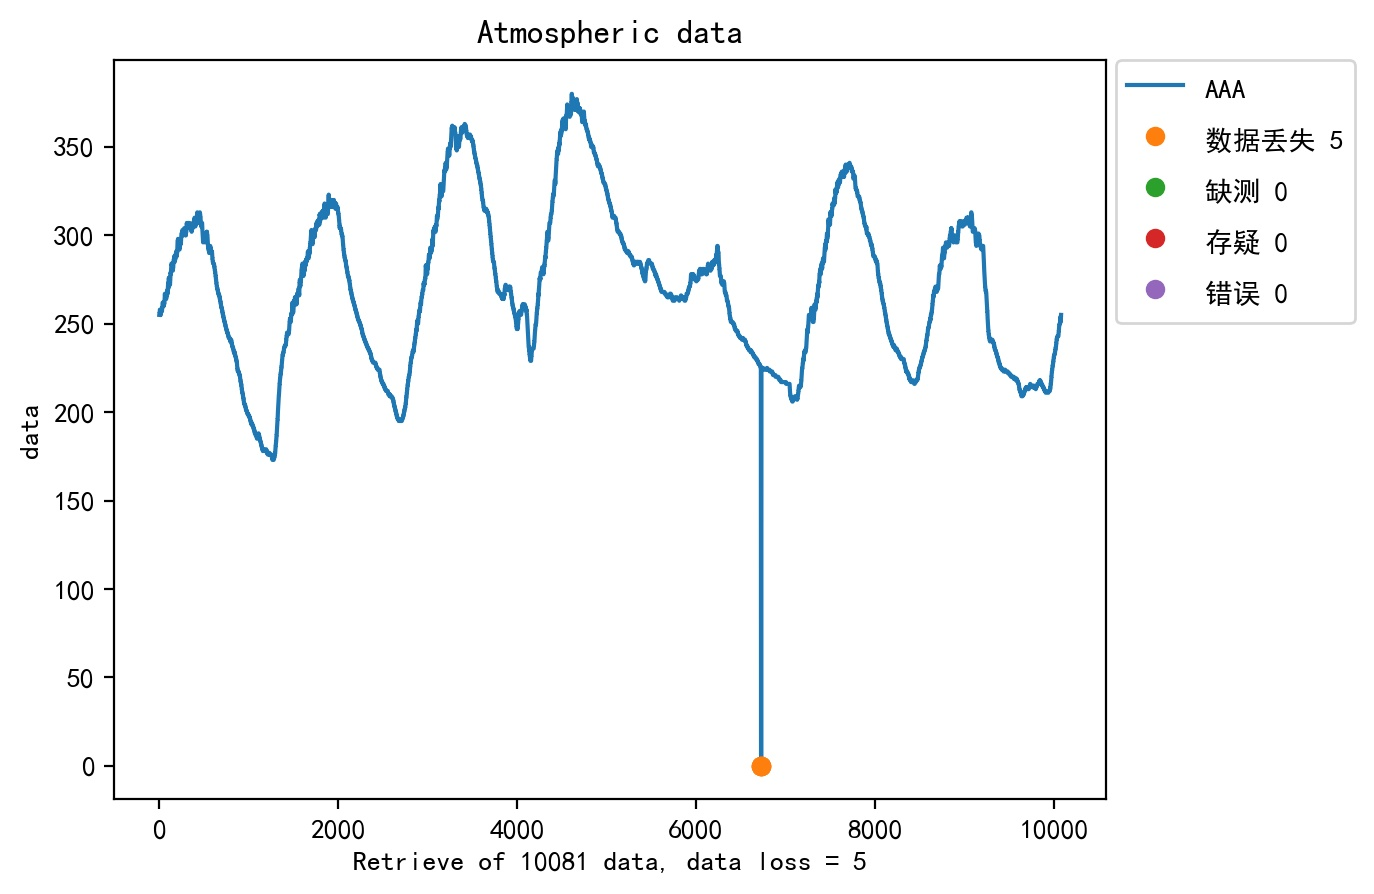 Atmospheric data
AAA
数据丢失 5
缺测 0
存疑 0
错误 0
data
350
300
250
200
150
100
50
0
0 2000 4000 6000 8000 10000
Retrieve of 10081 data, data loss = 5